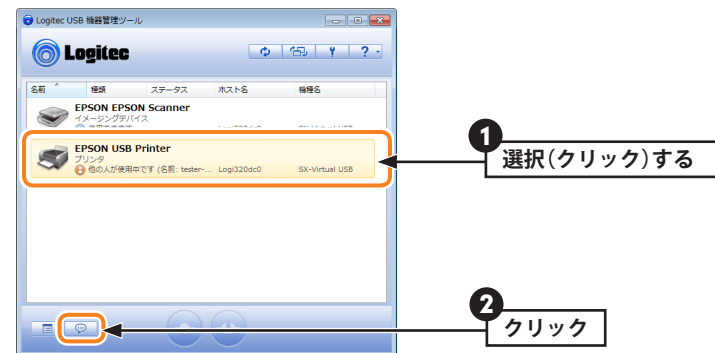 Logitec USB 機器管理ツール
Logitec
? 
名前 種類 ステータス ホスト名 機種名
EPSON EPSON Scanner
イメージングデバイス
EPSON USB Printer
プリンタ
他の人が使用中です (名前: tester-... Logi320dc0 SX-Virtual USB
1
選択(クリック)する
2
クリック